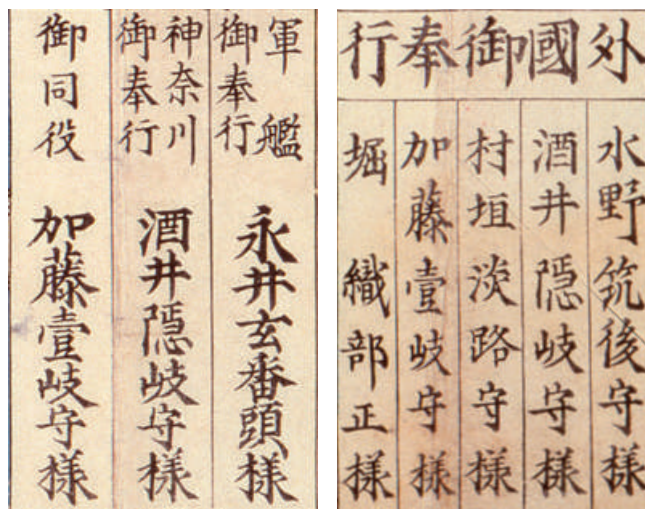 外國御奉行
水野筑後守様
酒井隠岐守様
村垣淡路守様
加藤壹岐守様
堀織部正様
軍艦
御奉行
永井玄番頭様
神奈川
御奉行
酒井隠岐守様
御同役
加藤壹岐守様